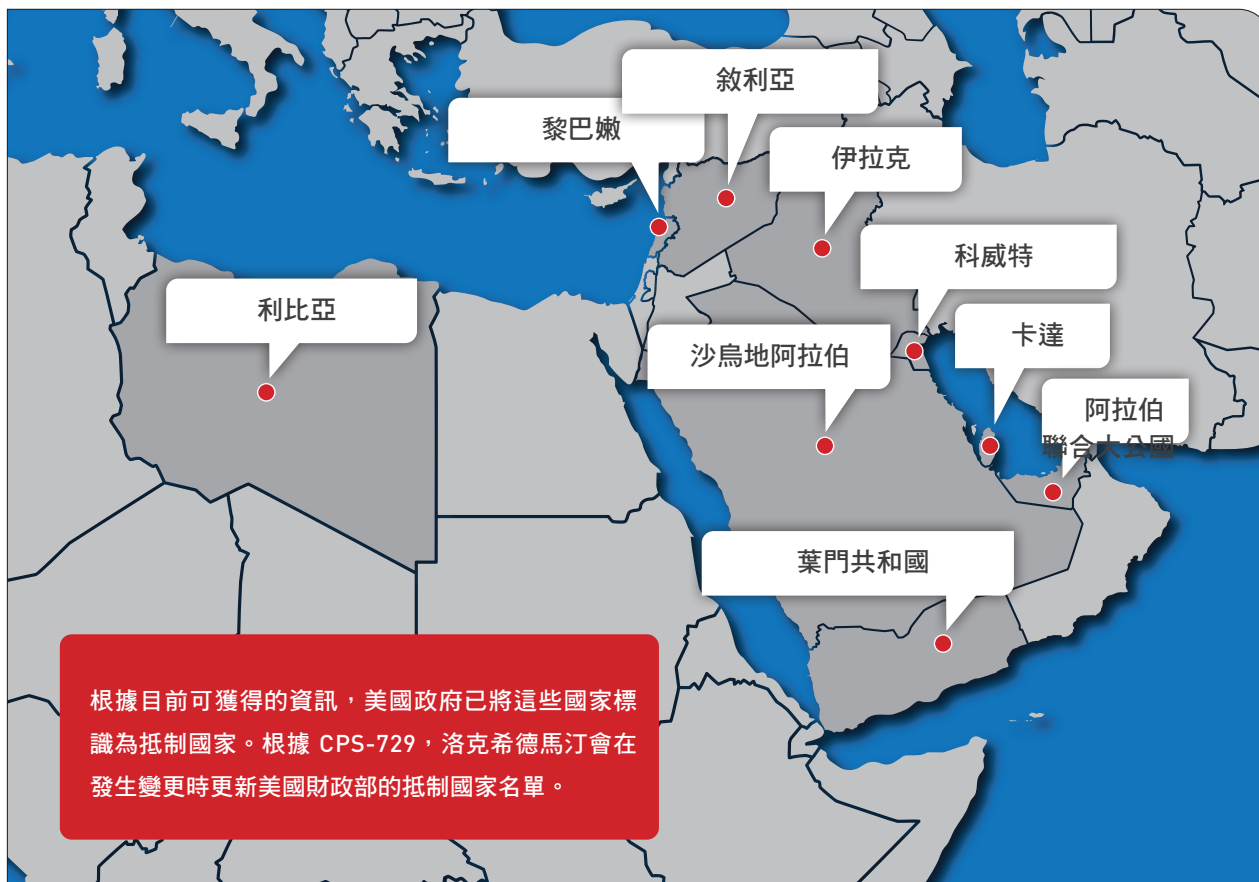 敘利亞
黎巴嫩
伊拉克
科威特
利比亞
卡達
沙烏地阿拉伯
阿拉伯
聯合大公國
葉門共和國
根據目前可獲得的資訊，美國政府已將這些國家標
識為抵制國家。根據 CPS-729，洛克希德馬汀會在
發生變更時更新美國財政部的抵制國家名單。